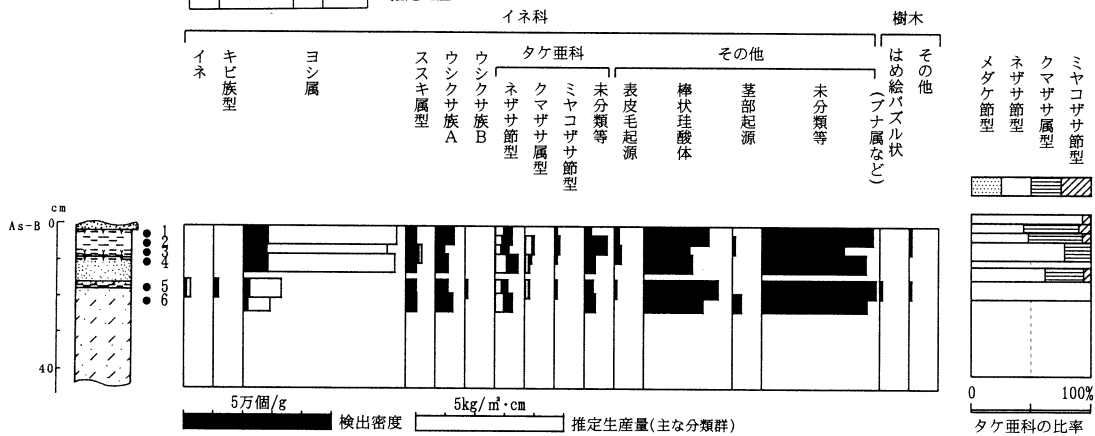 イネ科
樹木
タケ亜科
その他
イネ
キビ族型
ヨシ属
ススキ属型
ウシクサ族A
ウシクサ族B
ネザサ節型
クマザサ属型
ミヤコザサ節型
未分類等
表皮毛起源
棒状珪酸体
茎部起源
未分類等
(ブナ属など)
はめ絵パズル状
その他
メダケ節型
ネザサ節型
クマザサ属型
ミヤコザサ節型
cm
As-B 0
1
2
3
4
5
6
40
5万個/g
検出密度
5kg/㎡・cm
推定生産量(主な分類群)
0
100%
タケ亜科の比率